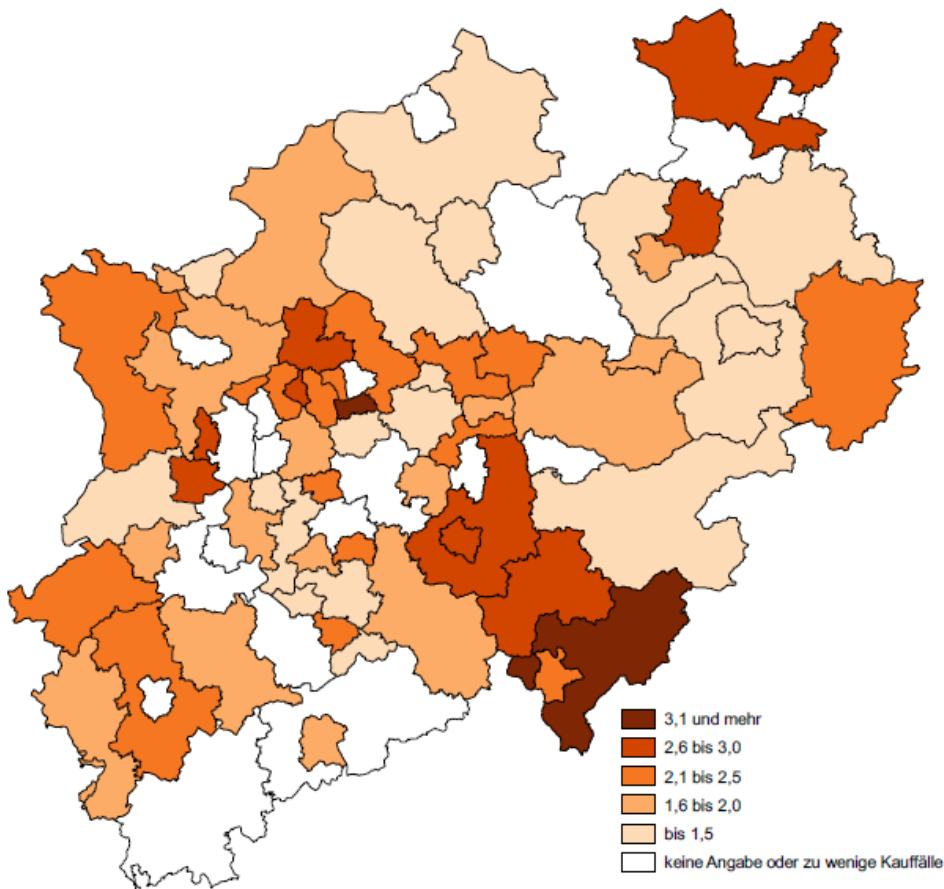 3,1 und mehr
2,6 bis 3,0
2,1 bis 2,5
1,6 bis 2,0
bis 1,5
keine Angabe oder zu wenige Kauffälle